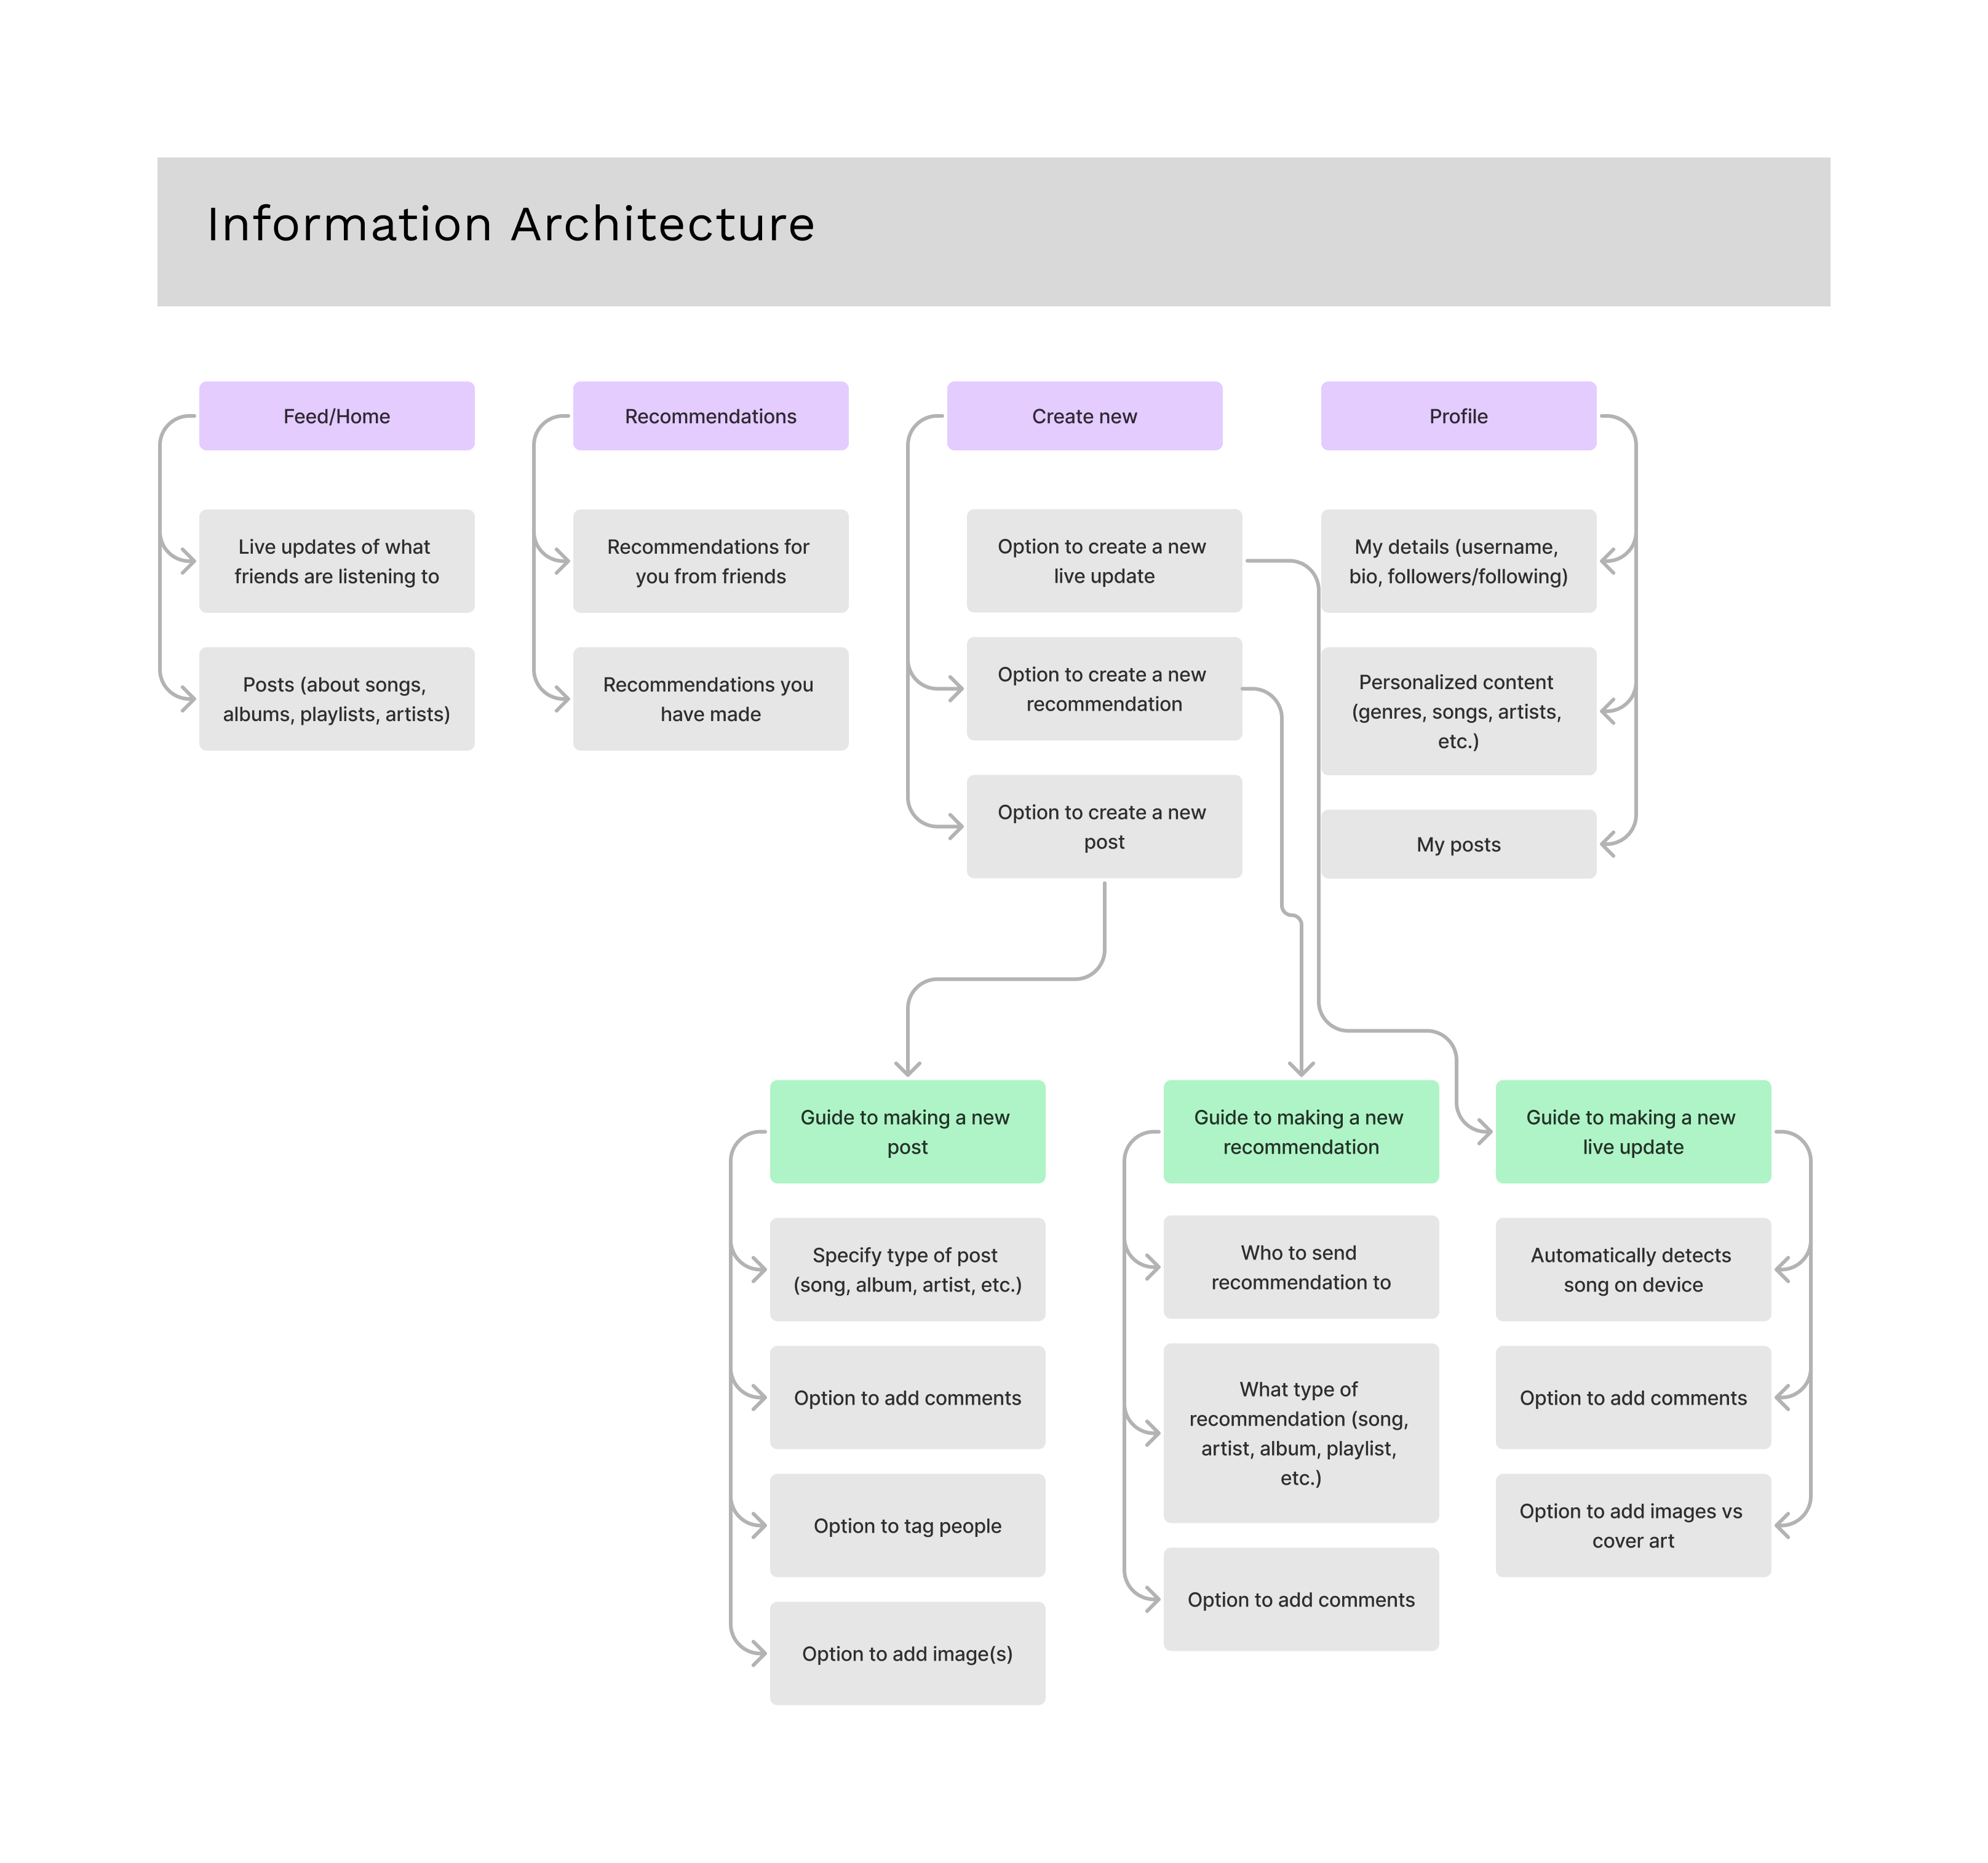 Information Architecture
Feed/Home
Live updates of what
friends are listening to
Posts (about songs,
albums, playlists, artists)
Recommendations
Recommendations for
you from friends
Recommendations you
have made
Create new
Option to create a new
live update
Option to create a new
recommendation
Option to create a new
post
Profile
My details (username,
bio, followers/following)
Personalized content
(genres, songs, artists,
etc.)
My posts
Guide to making a new
post
Specify type of post
(song, album, artist, etc.)
Option to add comments
Option to tag people
Option to add image(s)
Guide to making a new
recommendation
Who to send
recommendation to
What type of
recommendation (song,
artist, album, playlist,
etc.)
Option to add comments
Guide to making a new
live update
Automatically detects
song on device
Option to add comments
Option to add images vs
cover art